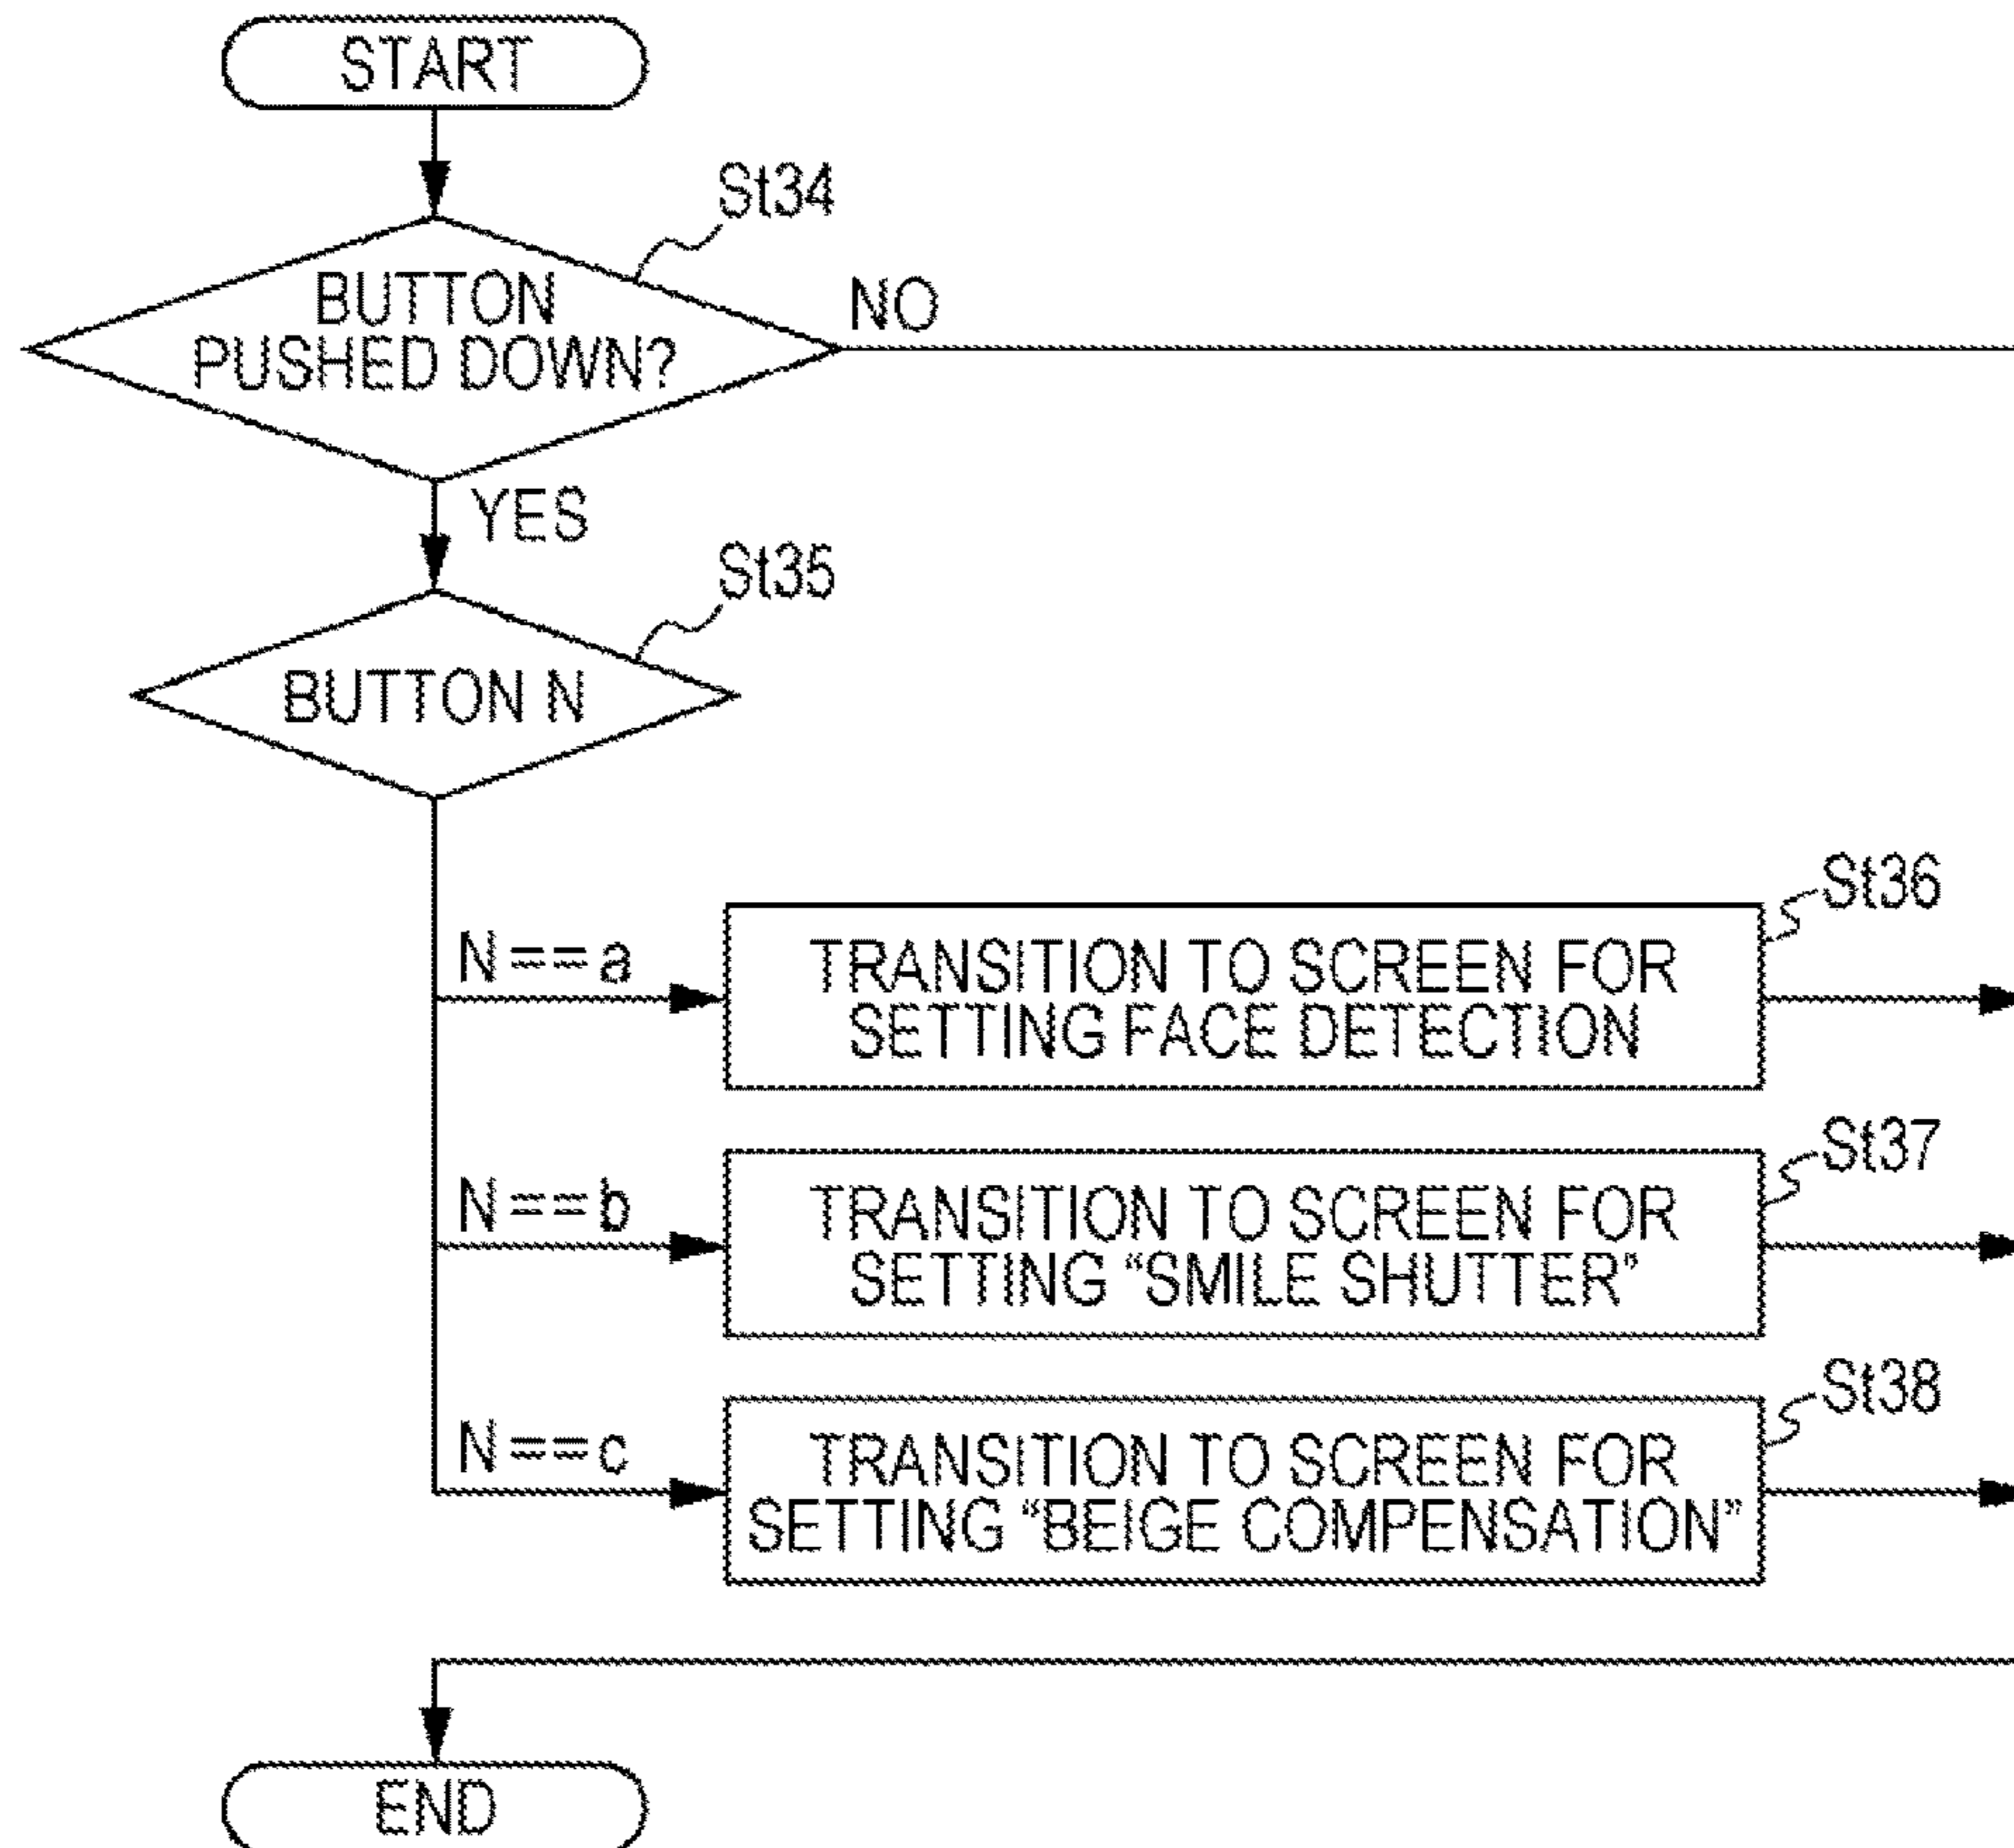 START
St34
BUTTON
PUSHED DOWN?
NO
YES
St35
BUTTON N
St36
N==a
TRANSITION TO SCREEN FOR
SETTING FACE DETECTION
St37
N==b
TRANSITION TO SCREEN FOR
SETTING “SMILE SHUTTER”
St38
N==c
TRANSITION TO SCREEN FOR
SETTING “BEIGE COMPENSATION”
END